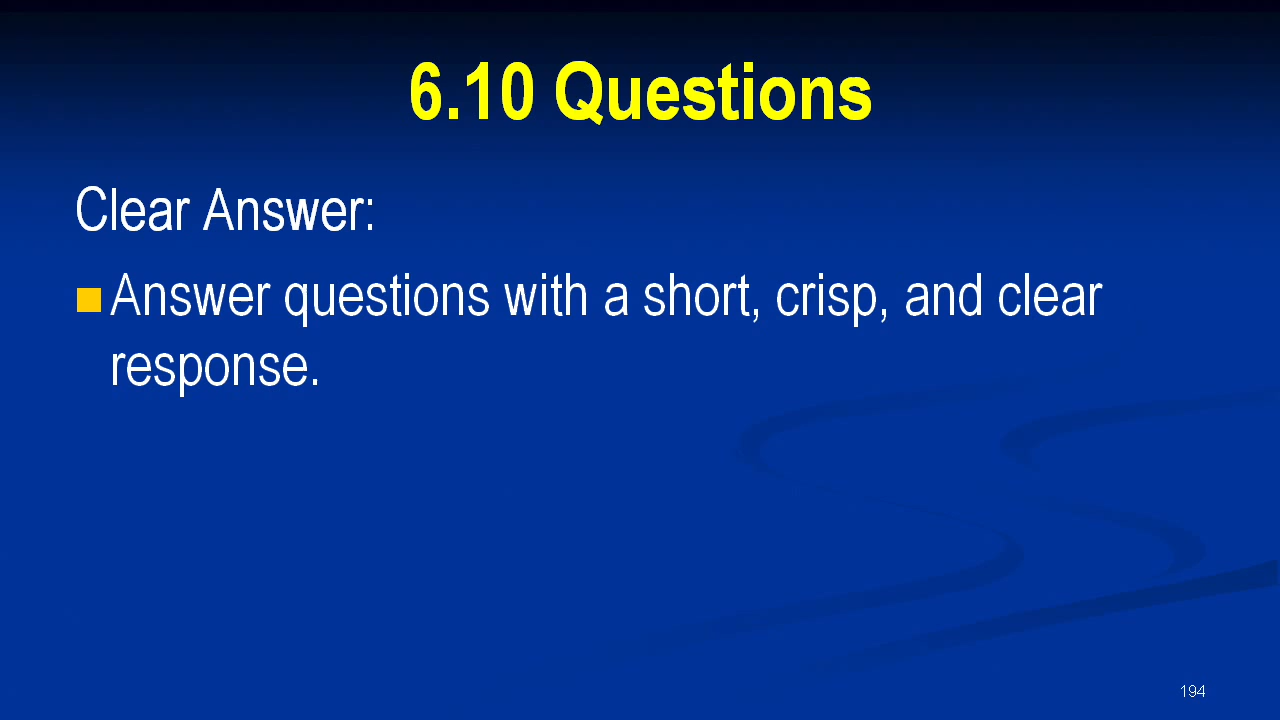 6.10 Questions
Clear Answer:
Answer questions with a short, crisp, and clear
response.
194